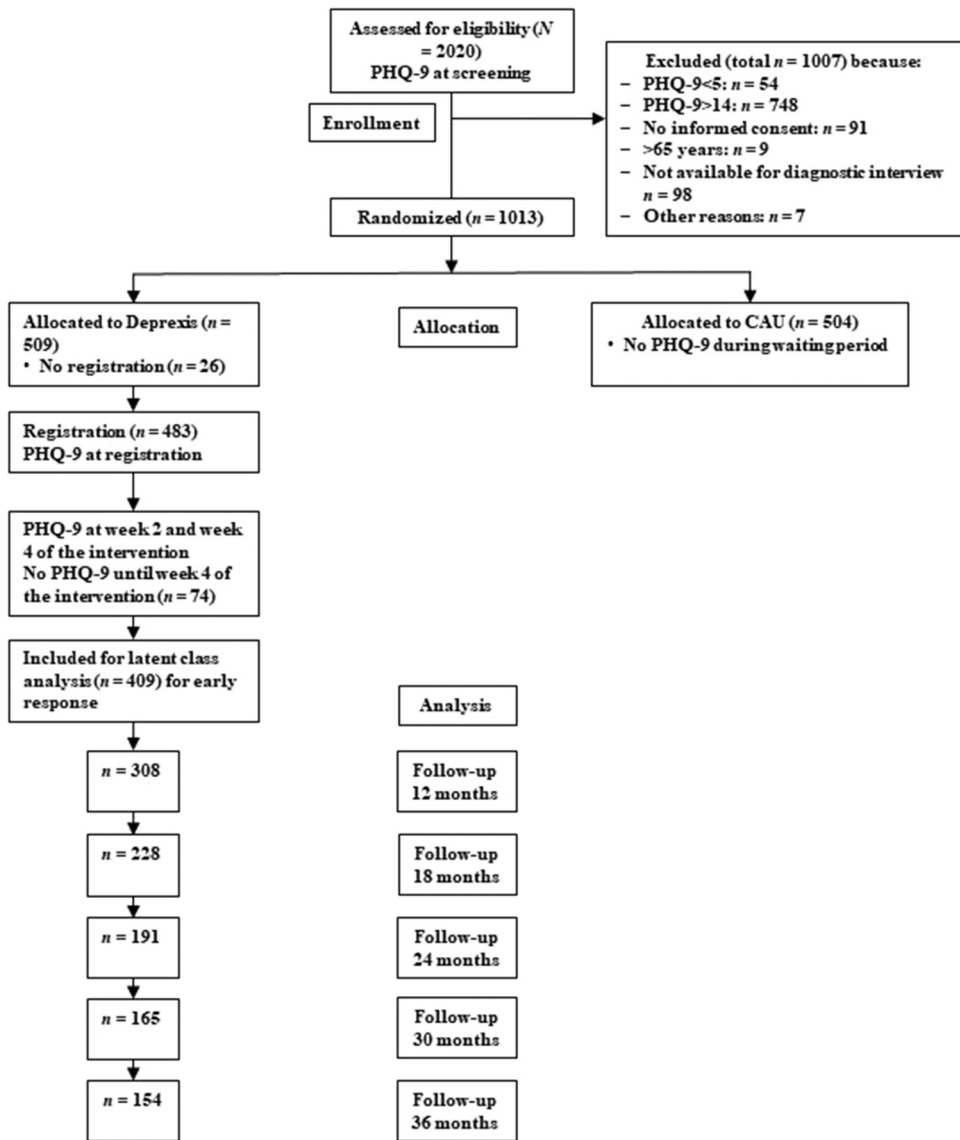 Assessed for eligibility (N
= 2020)
PHQ-9 at screening
Excluded (total n = 1007) because:
– PHQ-9<5: n = 54
– PHQ-9>14: n = 748
– No informed consent: n = 91
– >65 years: n = 9
– Not available for diagnostic interview
n = 98
– Other reasons: n = 7
Enrollment
Randomized (n = 1013)
Allocated to Deprexis (n =
509)
• No registration (n = 26)
Allocation
Allocated to CAU (n = 504)
• No PHQ-9 during waiting period
Registration (n = 483)
PHQ-9 at registration
PHQ-9 at week 2 and week
4 of the intervention
No PHQ-9 until week 4 of
the intervention (n = 74)
Included for latent class
analysis (n = 409) for early
response
Analysis
n = 308
Follow-up
12 months
n = 228
Follow-up
18 months
n = 191
Follow-up
24 months
n = 165
Follow-up
30 months
n = 154
Follow-up
36 months